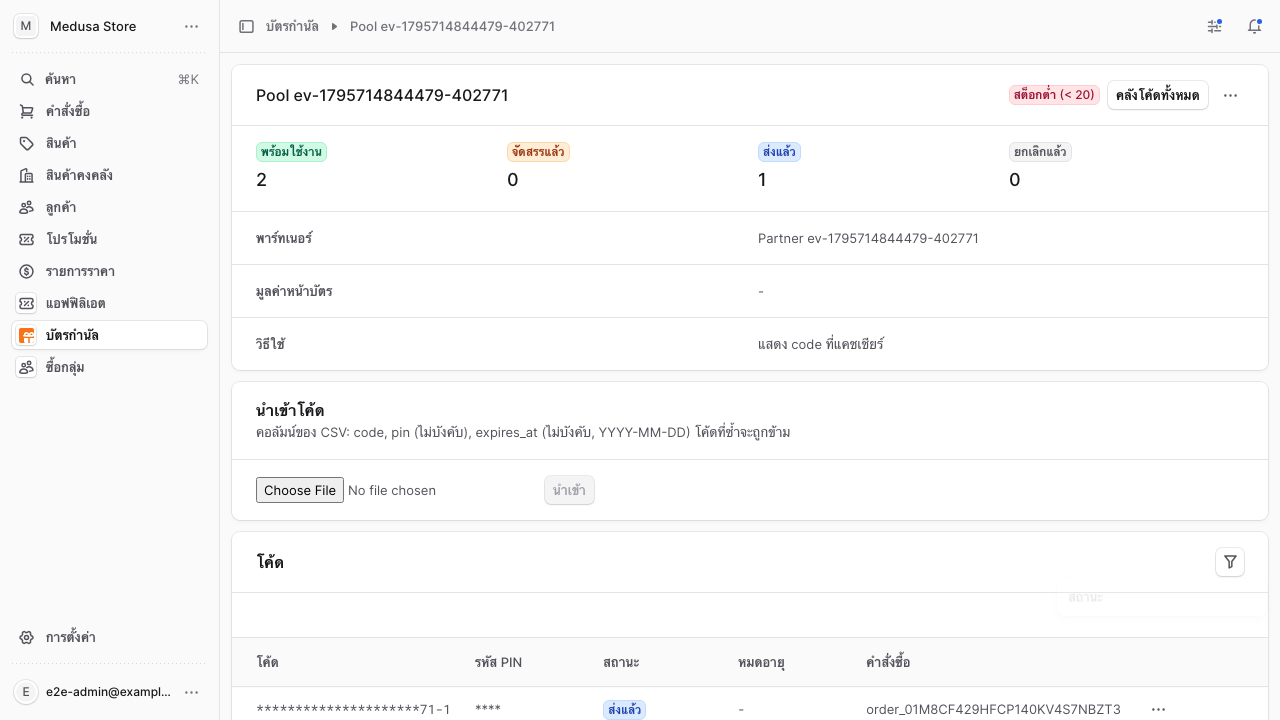 M Medusa Store
ค้นหา ⌘K
คำสั่งซื้อ
สินค้า
สินค้าคงคลัง
ลูกค้า
โปรโมชั่น
รายการราคา
แอฟฟิลิเอต
บัตรกำนัล
ซื้อกลุ่ม
การตั้งค่า
E e2e-admin@exampl...
บัตรกำนัล Pool ev-1795714844479-402771
Pool ev-1795714844479-402771
สต็อกต่ำ (< 20) คลังโค้ดทั้งหมด
พร้อมใช้งาน จัดสรรแล้ว ส่งแล้ว ยกเลิกแล้ว
2 0 1 0
พาร์ทเนอร์ Partner ev-1795714844479-402771
มูลค่าหน้าบัตร -
วิธีใช้ แสดง code ที่แคชเชียร์
นำเข้าโค้ด
คอลัมน์ของ CSV: code, pin (ไม่บังคับ), expires_at (ไม่บังคับ, YYYY-MM-DD) โค้ดที่ซ้ำจะถูกข้าม
Choose File No file chosen นำเข้า
โค้ด
สถานะ
โค้ด รหัส PIN สถานะ หมดอายุ คำสั่งซื้อ
*********************71-1 **** ส่งแล้ว - order_01M8CF429HFCP140KV4S7NBZT3